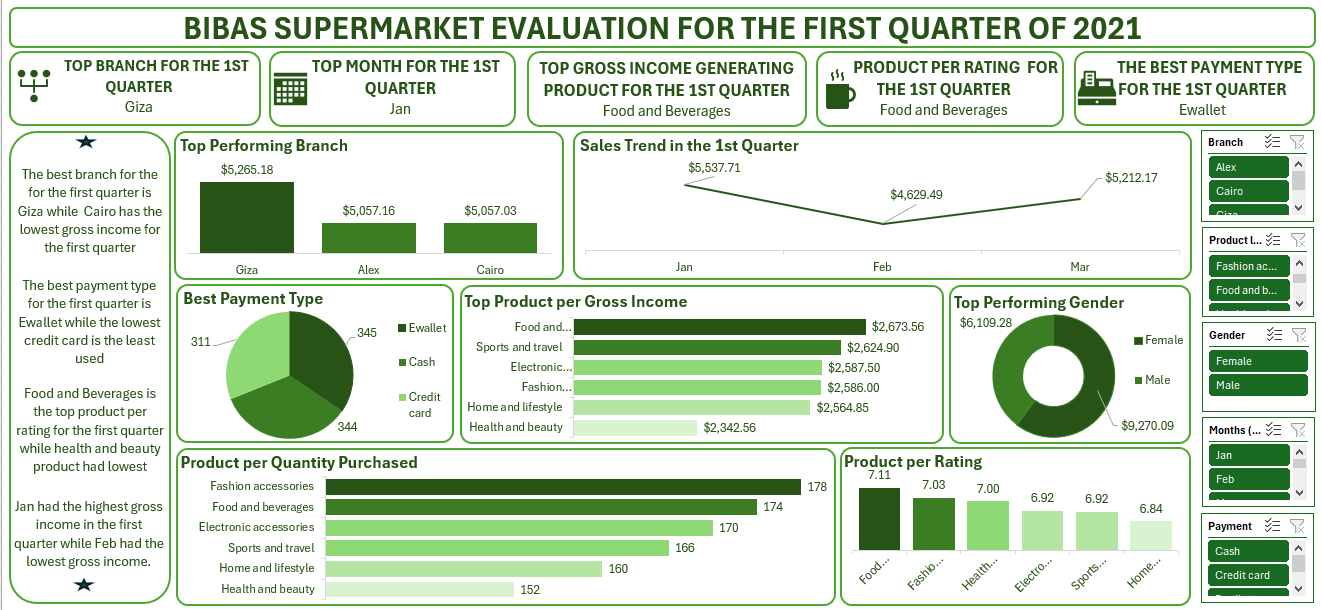 BIBAS SUPERMARKET EVALUATION FOR THE FIRST QUARTER OF 2021
TOP BRANCH FOR THE 1ST
QUARTER
Giza
TOP MONTH FOR THE 1ST
QUARTER
Jan
TOP GROSS INCOME GENERATING
PRODUCT FOR THE 1ST QUARTER
Food and Beverages
PRODUCT PER RATING FOR
THE 1ST QUARTER
Food and Beverages
THE BEST PAYMENT TYPE
FOR THE 1ST QUARTER
Ewallet
The best branch for the
for the first quarter is
Giza while Cairo has the
lowest gross income for
the first quarter
The best payment type
for the first quarter is
Ewallet while the lowest
credit card is the least
used
Food and Beverages is
the top product per
rating for the first quarter
while health and beauty
product had lowest
Jan had the highest gross
income in the first
quarter while Feb had the
lowest gross income.
Top Performing Branch
$5,265.18
$5,057.16
$5,057.03
Giza
Alex
Cairo
Sales Trend in the 1st Quarter
$5,537.71
$4,629.49
$5,212.17
Jan
Feb
Mar
Best Payment Type
311
345
344
Ewallet
Cash
Credit
card
Top Product per Gross Income
Food and... $2,673.56
Sports and travel $2,624.90
Electronic... $2,587.50
Fashion... $2,586.00
Home and lifestyle $2,564.85
Health and beauty $2,342.56
Top Performing Gender
$6,109.28
$9,270.09
Female
Male
Product per Quantity Purchased
Fashion accessories 178
Food and beverages 174
Electronic accessories 170
Sports and travel 166
Home and lifestyle 160
Health and beauty 152
Product per Rating
7.11
7.03
7.00
6.92
6.92
6.84
Food...
Fashio...
Health...
Electro...
Sports...
Home...
Branch
Alex
Cairo
Giza
Product l...
Fashion ac...
Food and b...
Gender
Female
Male
Months (...
Jan
Feb
Payment
Cash
Credit card